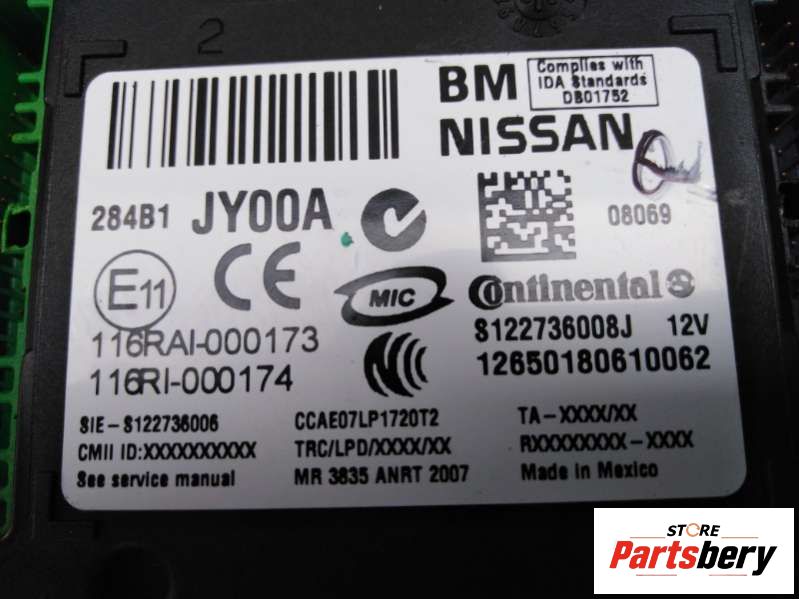 2
BM
Complies with
IDA Standards
DB01752
NISSAN
284B1 JY00A
08069
E11
CE
MIC
Continental
116RAI-000173
116RI-000174
S122736008J 12V
12650180610062
SIE-S122736006
CCAE07LP1720T2
TA-XXXX/XX
CMII ID:XXXXXXXXXX
TRC/LPD/XXXX/XX
RXXXXXXXX-XXXX
See service manual
MR 3835 ANRT 2007
Made in Mexico
STORE
Partsbery